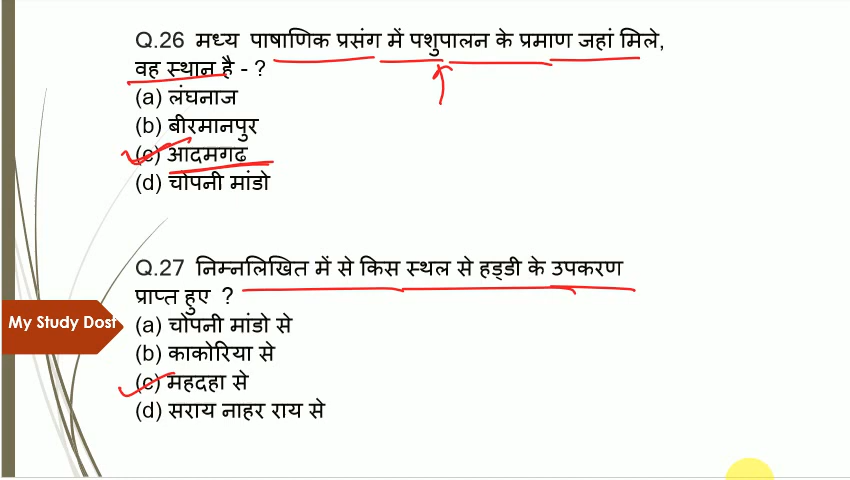 Q.26 मध्य पाषाणिक प्रसंग में पशुपालन के प्रमाण जहां मिले,
वह स्थान है - ?
(a) लंघनाज
(b) बीरमानपुर
(c) आदमगढ़
(d) चोपनी मांडो
Q.27 निम्नलिखित में से किस स्थल से हड्डी के उपकरण
प्राप्त हुए ?
My Study Dost
(a) चोपनी मांडो से
(b) काकोरिया से
(c) महदहा से
(d) सराय नाहर राय से